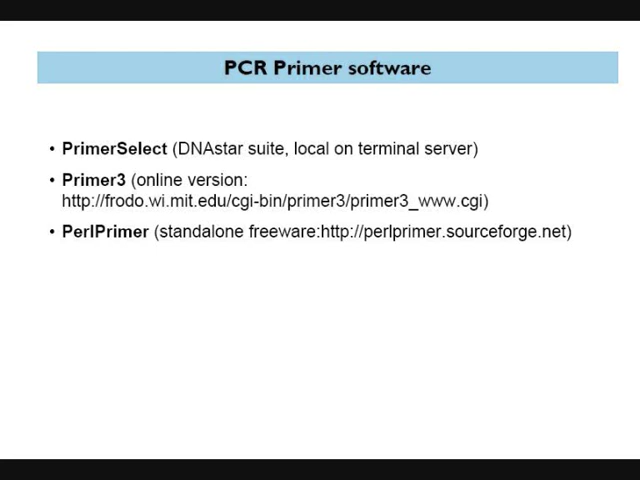 PCR Primer software
• PrimerSelect (DNAstar suite, local on terminal server)
• Primer3 (online version:
http://frodo.wi.mit.edu/cgi-bin/primer3/primer3_www.cgi)
• PerlPrimer (standalone freeware:http://perlprimer.sourceforge.net)